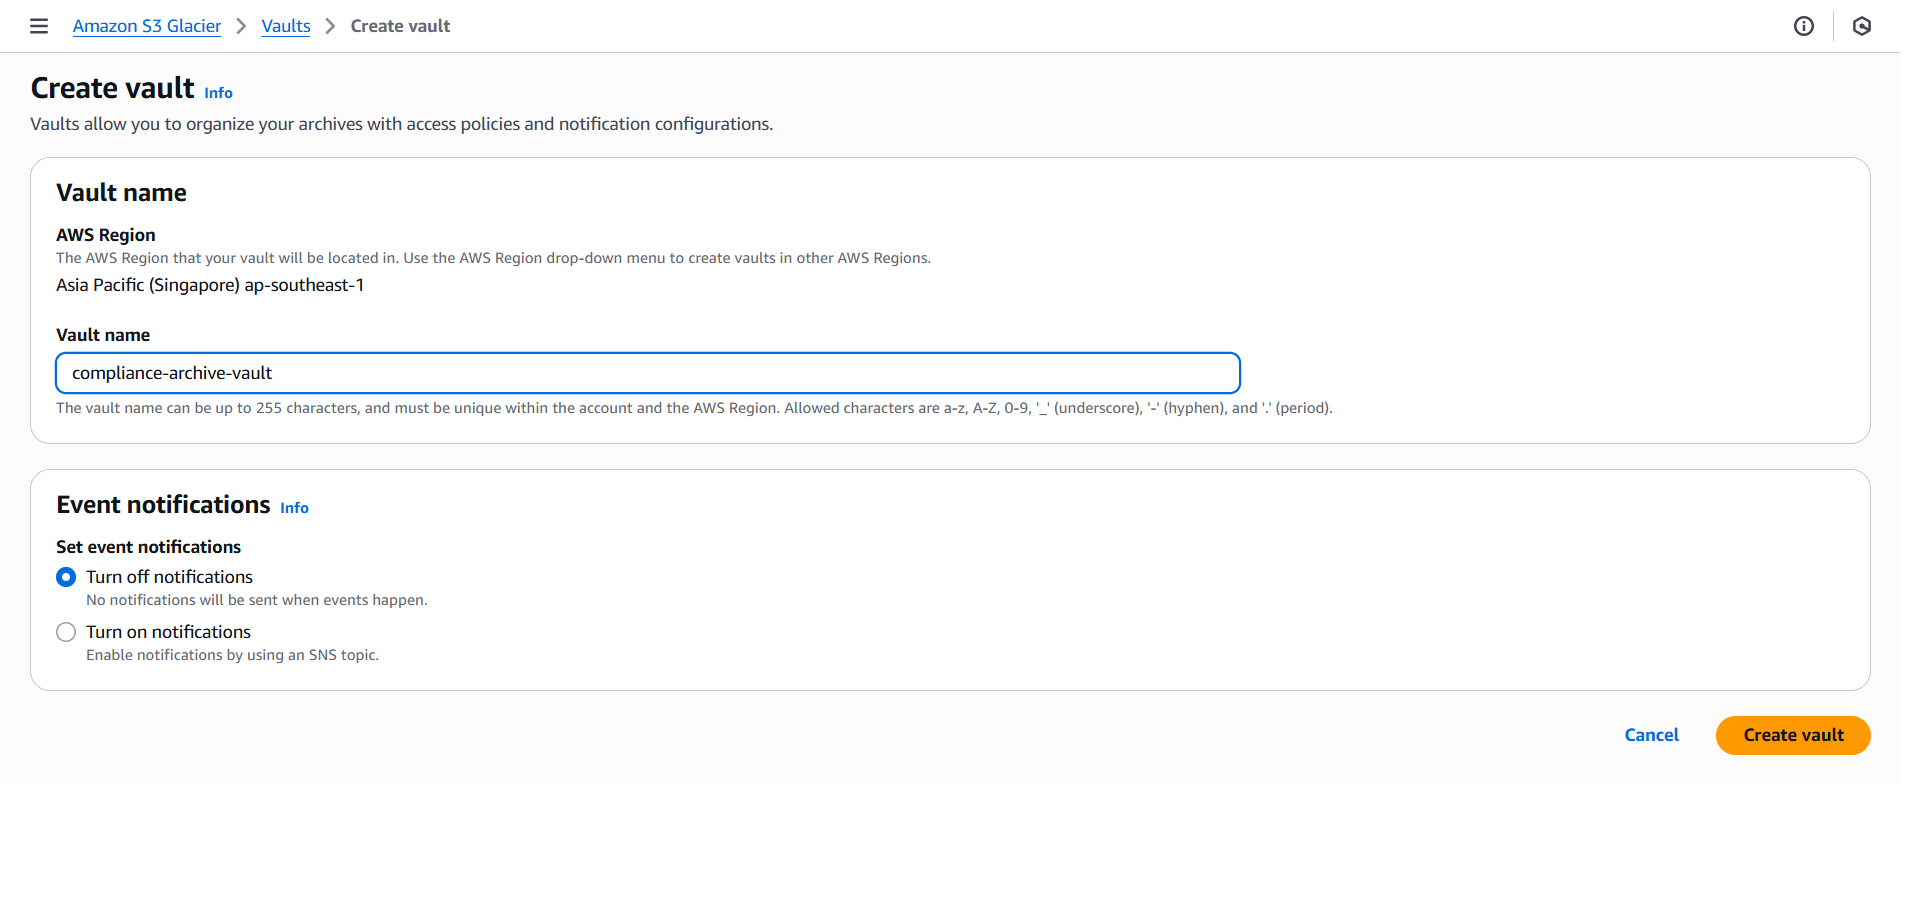 Amazon S3 Glacier Vaults Create vault
Create vault Info
Vaults allow you to organize your archives with access policies and notification configurations.
Vault name
AWS Region
The AWS Region that your vault will be located in. Use the AWS Region drop-down menu to create vaults in other AWS Regions.
Asia Pacific (Singapore) ap-southeast-1
Vault name
compliance-archive-vault
The vault name can be up to 255 characters, and must be unique within the account and the AWS Region. Allowed characters are a-z, A-Z, 0-9, '_' (underscore), '-' (hyphen), and '.' (period).
Event notifications Info
Set event notifications
Turn off notifications
No notifications will be sent when events happen.
Turn on notifications
Enable notifications by using an SNS topic.
Cancel Create vault